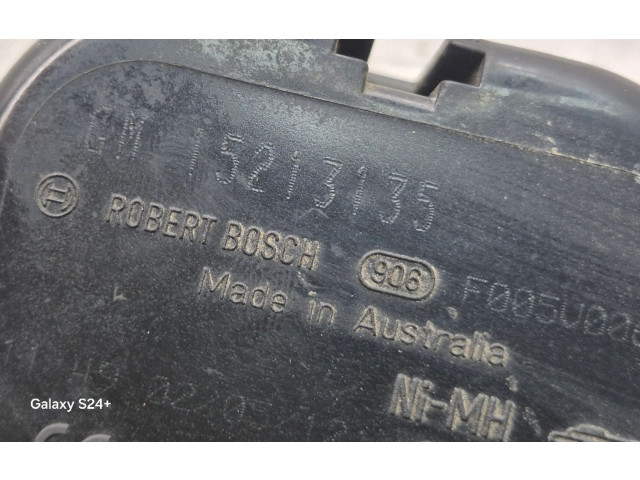 GM 15213135
ROBERT BOSCH 906 F005V00
Made in Australia
Ni-MH
Galaxy S24+